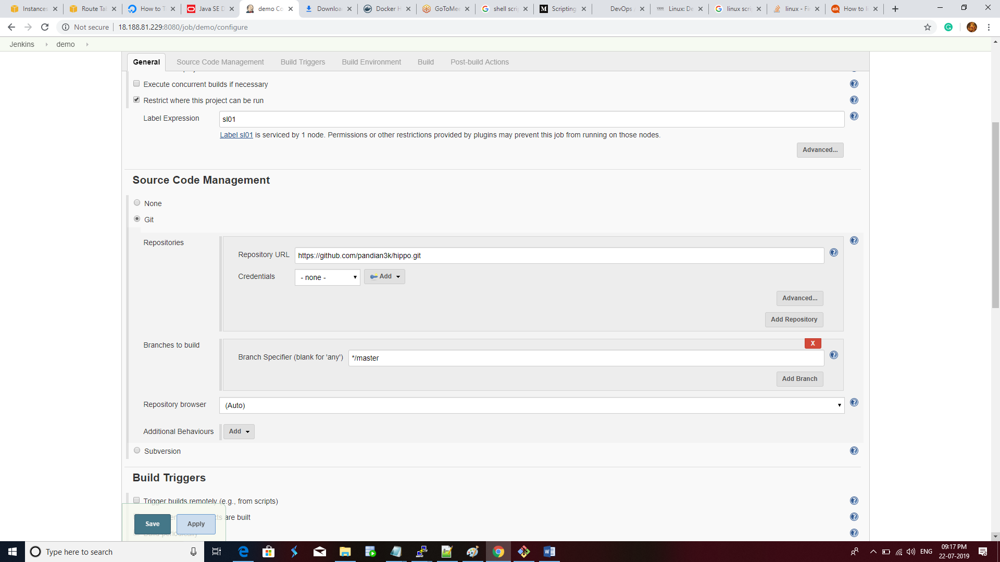 Instances
Route Ta
How to T
Java SE D
demo Co
Downloa
Docker H
GoToMee
shell scri
Scripting
DevOps
Linux: De
linux scri
linux - Fi
How to li
Not secure
18.188.81.229:8080/job/demo/configure
Jenkins
demo
General
Source Code Management
Build Triggers
Build Environment
Build
Post-build Actions
Execute concurrent builds if necessary
Restrict where this project can be run
Label Expression
sl01
Label sl01 is serviced by 1 node. Permissions or other restrictions provided by plugins may prevent this job from running on those nodes.
Advanced...
Source Code Management
None
Git
Repositories
Repository URL
https://github.com/pandian3k/hippo.git
Credentials
- none -
Add
Advanced...
Add Repository
Branches to build
X
Branch Specifier (blank for 'any')
*/master
Add Branch
Repository browser
(Auto)
Additional Behaviours
Add
Subversion
Build Triggers
Trigger builds remotely (e.g., from scripts)
are built
Build periodically
Save
Apply
Type here to search
ENG
09:17 PM
22-07-2019